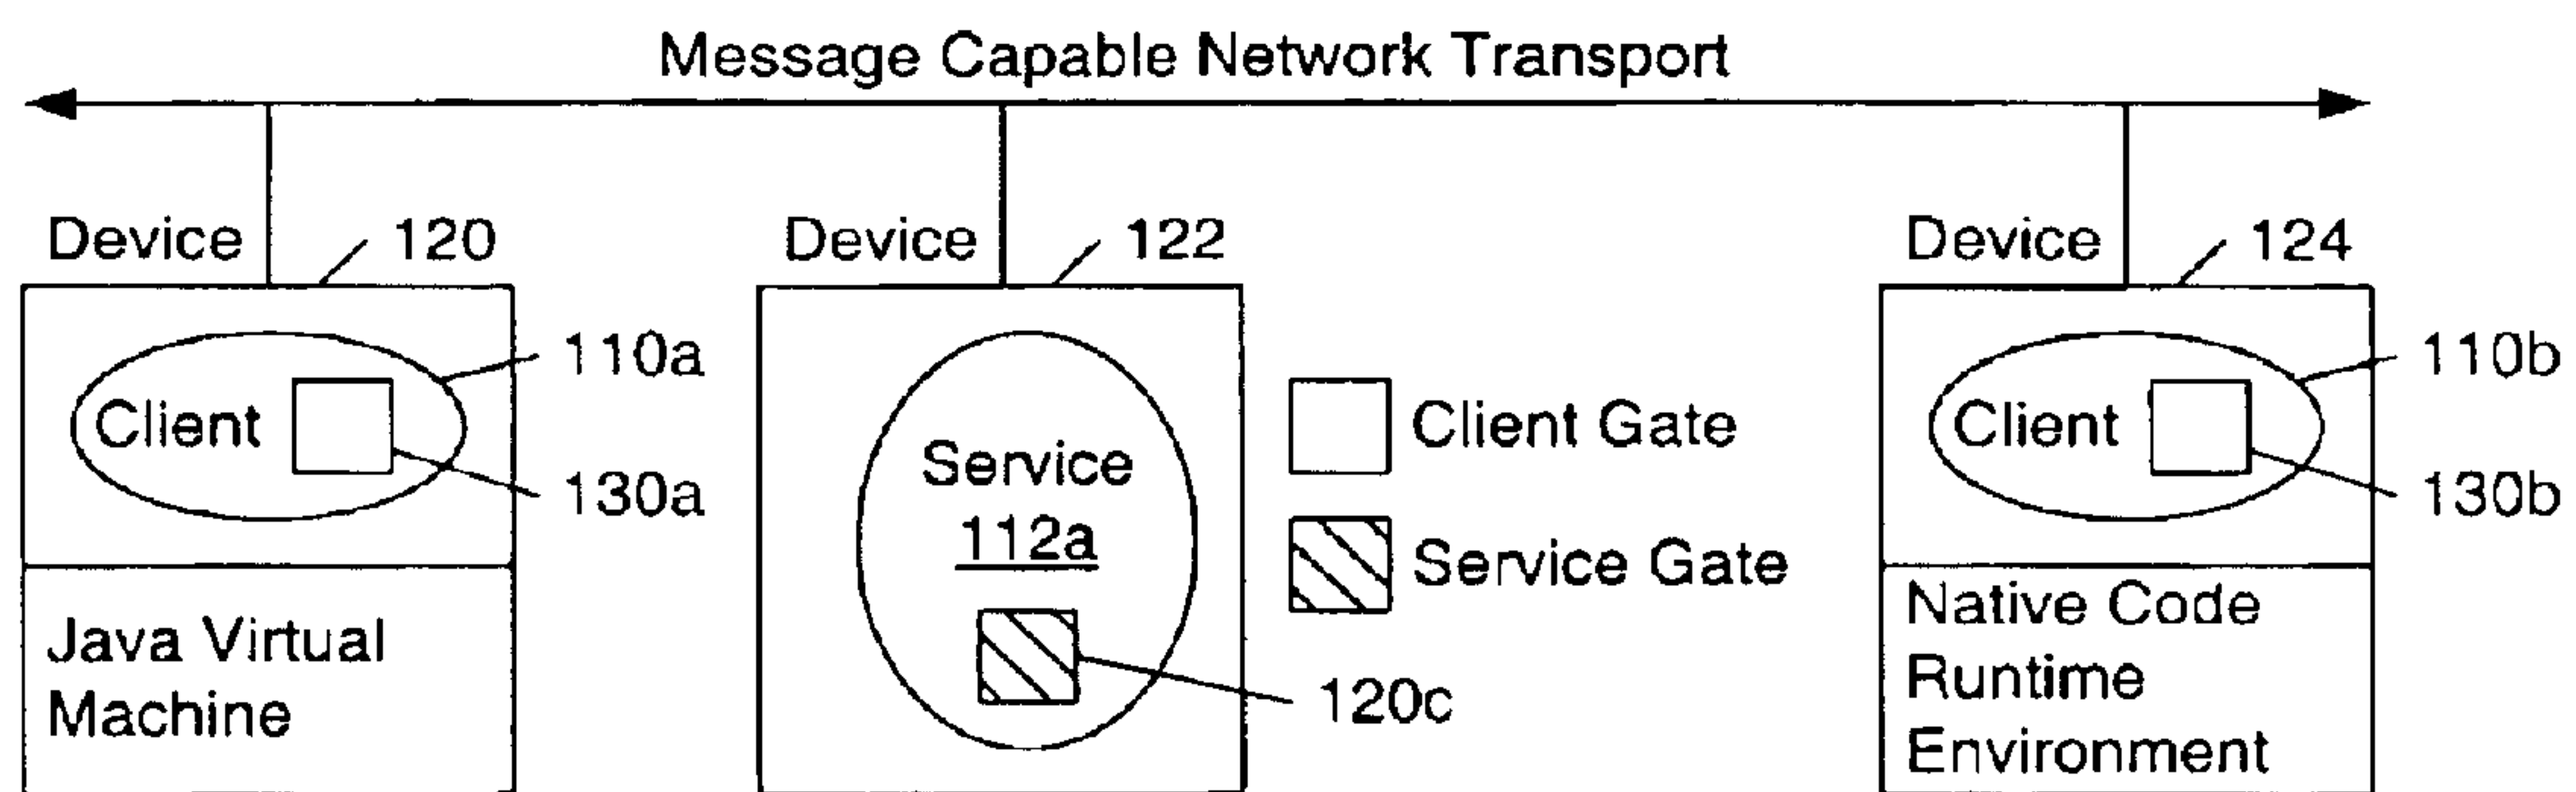 Message Capable Network Transport
Device
120
Device
122
Device
124
110a
Client
130a
Service
112a
120c
Client Gate
Service Gate
110b
Client
130b
Java Virtual
Machine
Native Code
Runtime
Environment